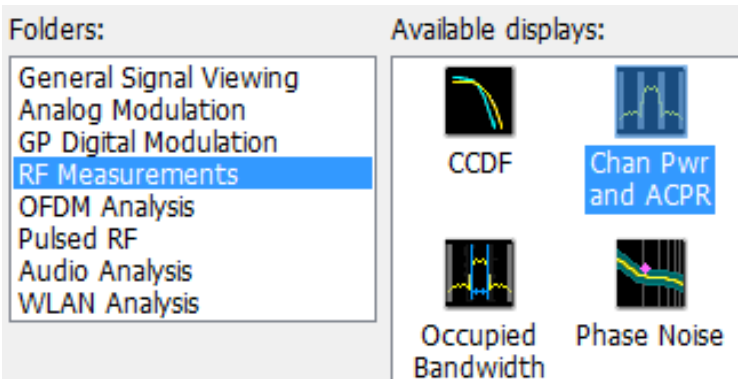 Folders:
General Signal Viewing
Analog Modulation
GP Digital Modulation
RF Measurements
OFDM Analysis
Pulsed RF
Audio Analysis
WLAN Analysis
Available displays:
CCDF
Chan Pwr
and ACPR
Occupied
Bandwidth
Phase Noise